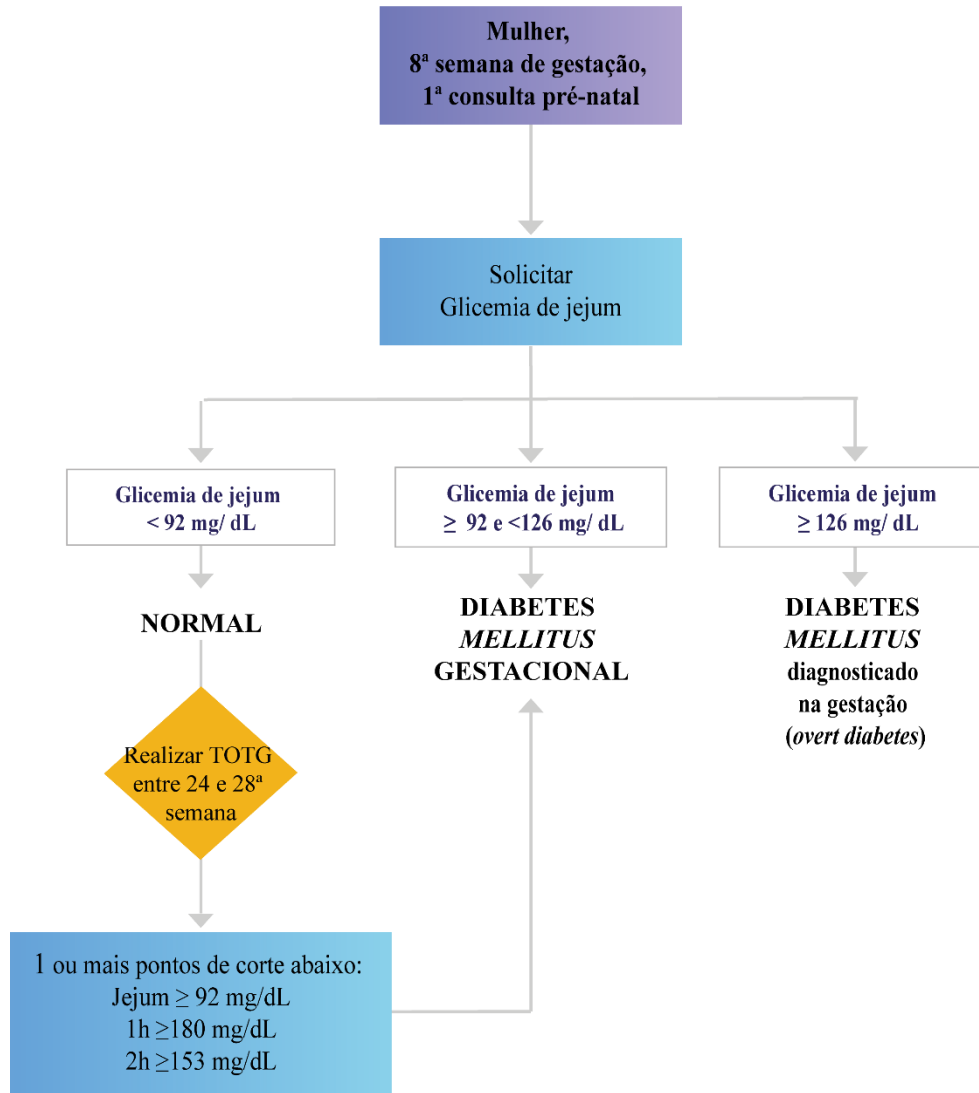 Mulher,
8ª semana de gestação,
1ª consulta pré-natal
Solicitar
Glicemia de jejum
Glicemia de jejum
< 92 mg/ dL
Glicemia de jejum
≥ 92 e <126 mg/ dL
Glicemia de jejum
≥ 126 mg/ dL
NORMAL
DIABETES
MELLITUS
GESTACIONAL
DIABETES
MELLITUS
diagnosticado
na gestação
(overt diabetes)
Realizar TOTG
entre 24 e 28ª
semana
1 ou mais pontos de corte abaixo:
Jejum ≥ 92 mg/dL
1h ≥180 mg/dL
2h ≥153 mg/dL